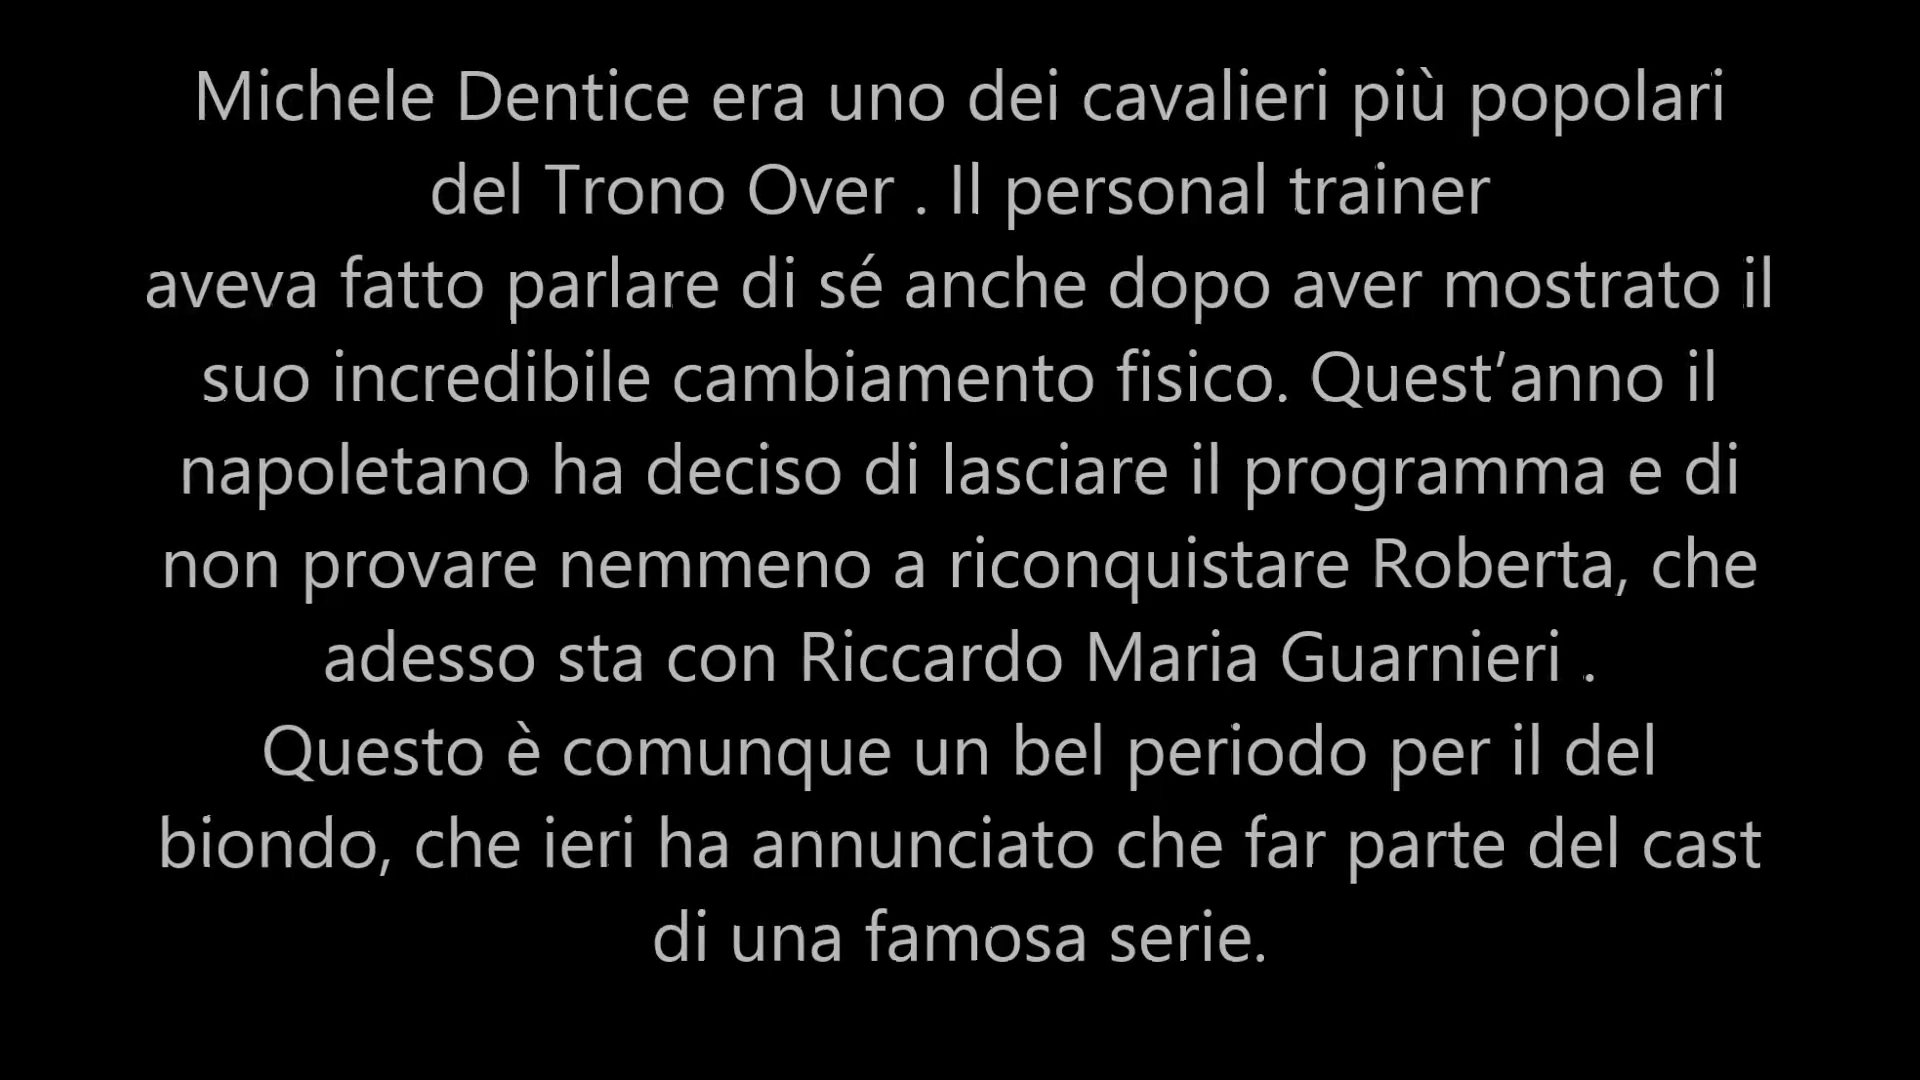 Michele Dentice era uno dei cavalieri più popolari
del Trono Over . Il personal trainer
aveva fatto parlare di sé anche dopo aver mostrato il
suo incredibile cambiamento fisico. Quest’anno il
napoletano ha deciso di lasciare il programma e di
non provare nemmeno a riconquistare Roberta, che
adesso sta con Riccardo Maria Guarnieri .
Questo è comunque un bel periodo per il del
biondo, che ieri ha annunciato che far parte del cast
di una famosa serie.